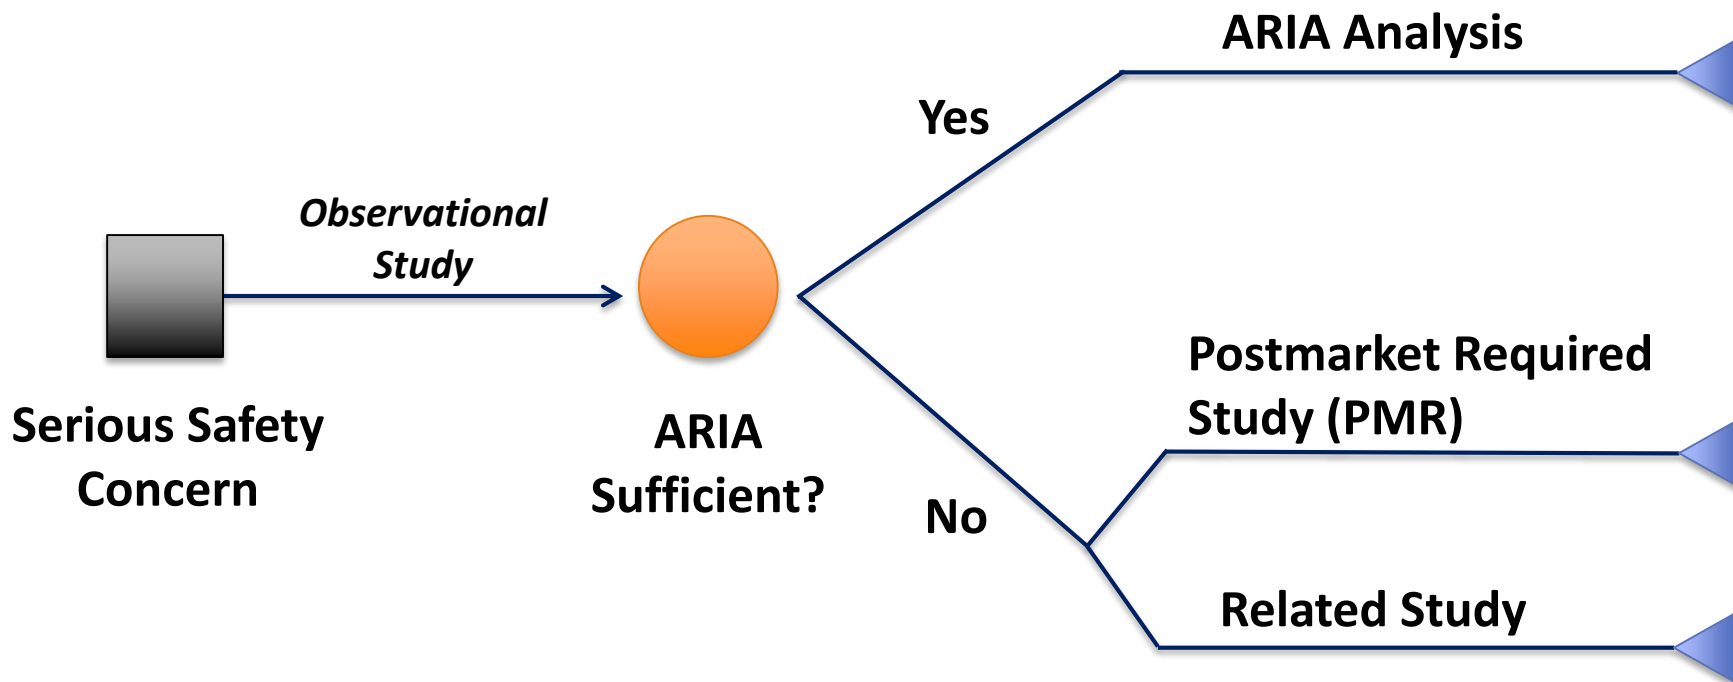 ARIA Analysis
Yes
Observational
Study
Serious Safety
Concern
ARIA
Sufficient?
Postmarket Required
Study (PMR)
No
Related Study